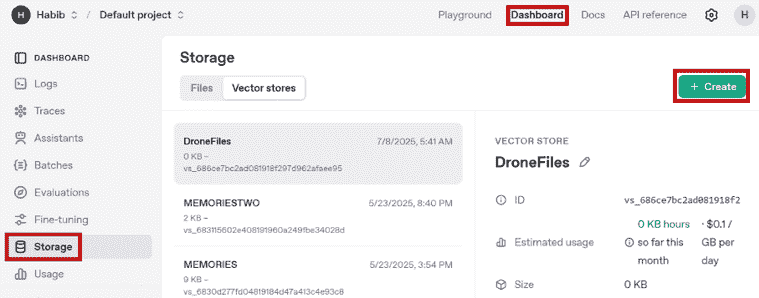 H Habib / Default project Playground Dashboard Docs API reference H
DASHBOARD
Logs
Traces
Assistants
Batches
Evaluations
Fine-tuning
Storage
Usage
Storage
Files Vector stores
+ Create
DroneFiles 7/8/2025, 5:41 AM
0 KB –
vs_686ce7bc2ad081918f297d962afaee95
MEMORIESTWO 5/23/2025, 8:40 PM
2 KB –
vs_683115602e408191960a249fbe34028d
MEMORIES 5/23/2025, 3:54 PM
9 KB –
vs_6830d277fd04819184d47a413c4e93c8
VECTOR STORE
DroneFiles
ID vs_686ce7bc2ad081918f2
Estimated usage 0 KB hours so far this month · $0.1 / GB per day
Size 0 KB